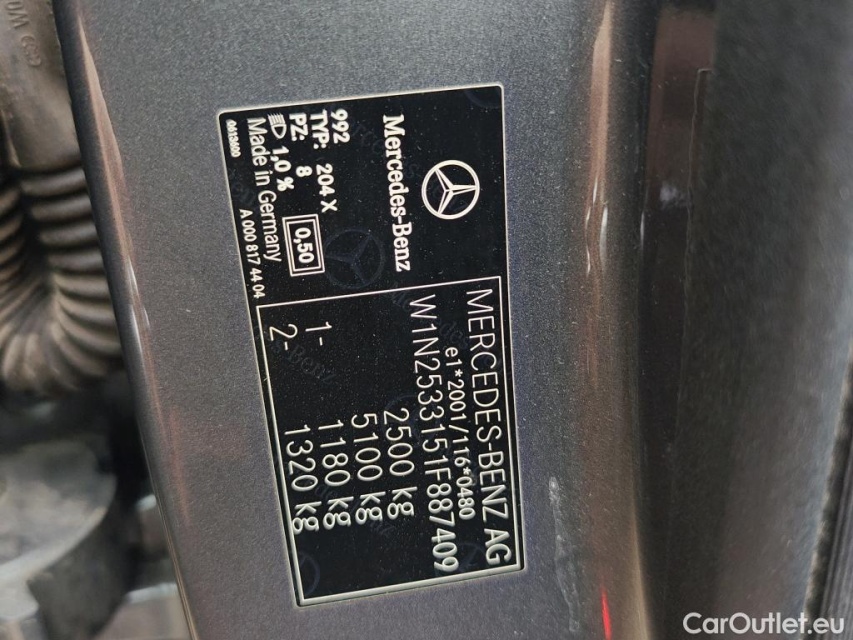 Mercedes-Benz
992
TYP: 204 X
PZ: 8
1,0 %
0,50
Made in Germany
0613600
A 000 817 44 04
MERCEDES-BENZ AG
e1*2001/116*0480
W1N2533151F887409
2500 kg
5100 kg
1- 1180 kg
2- 1320 kg
CarOutlet.eu